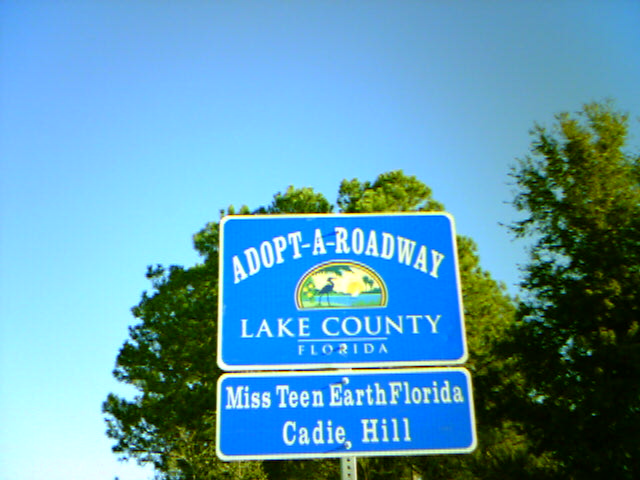 ADOPT-A-ROADWAY
LAKE COUNTY
FLORIDA
Miss Teen Earth Florida
Cadie, Hill